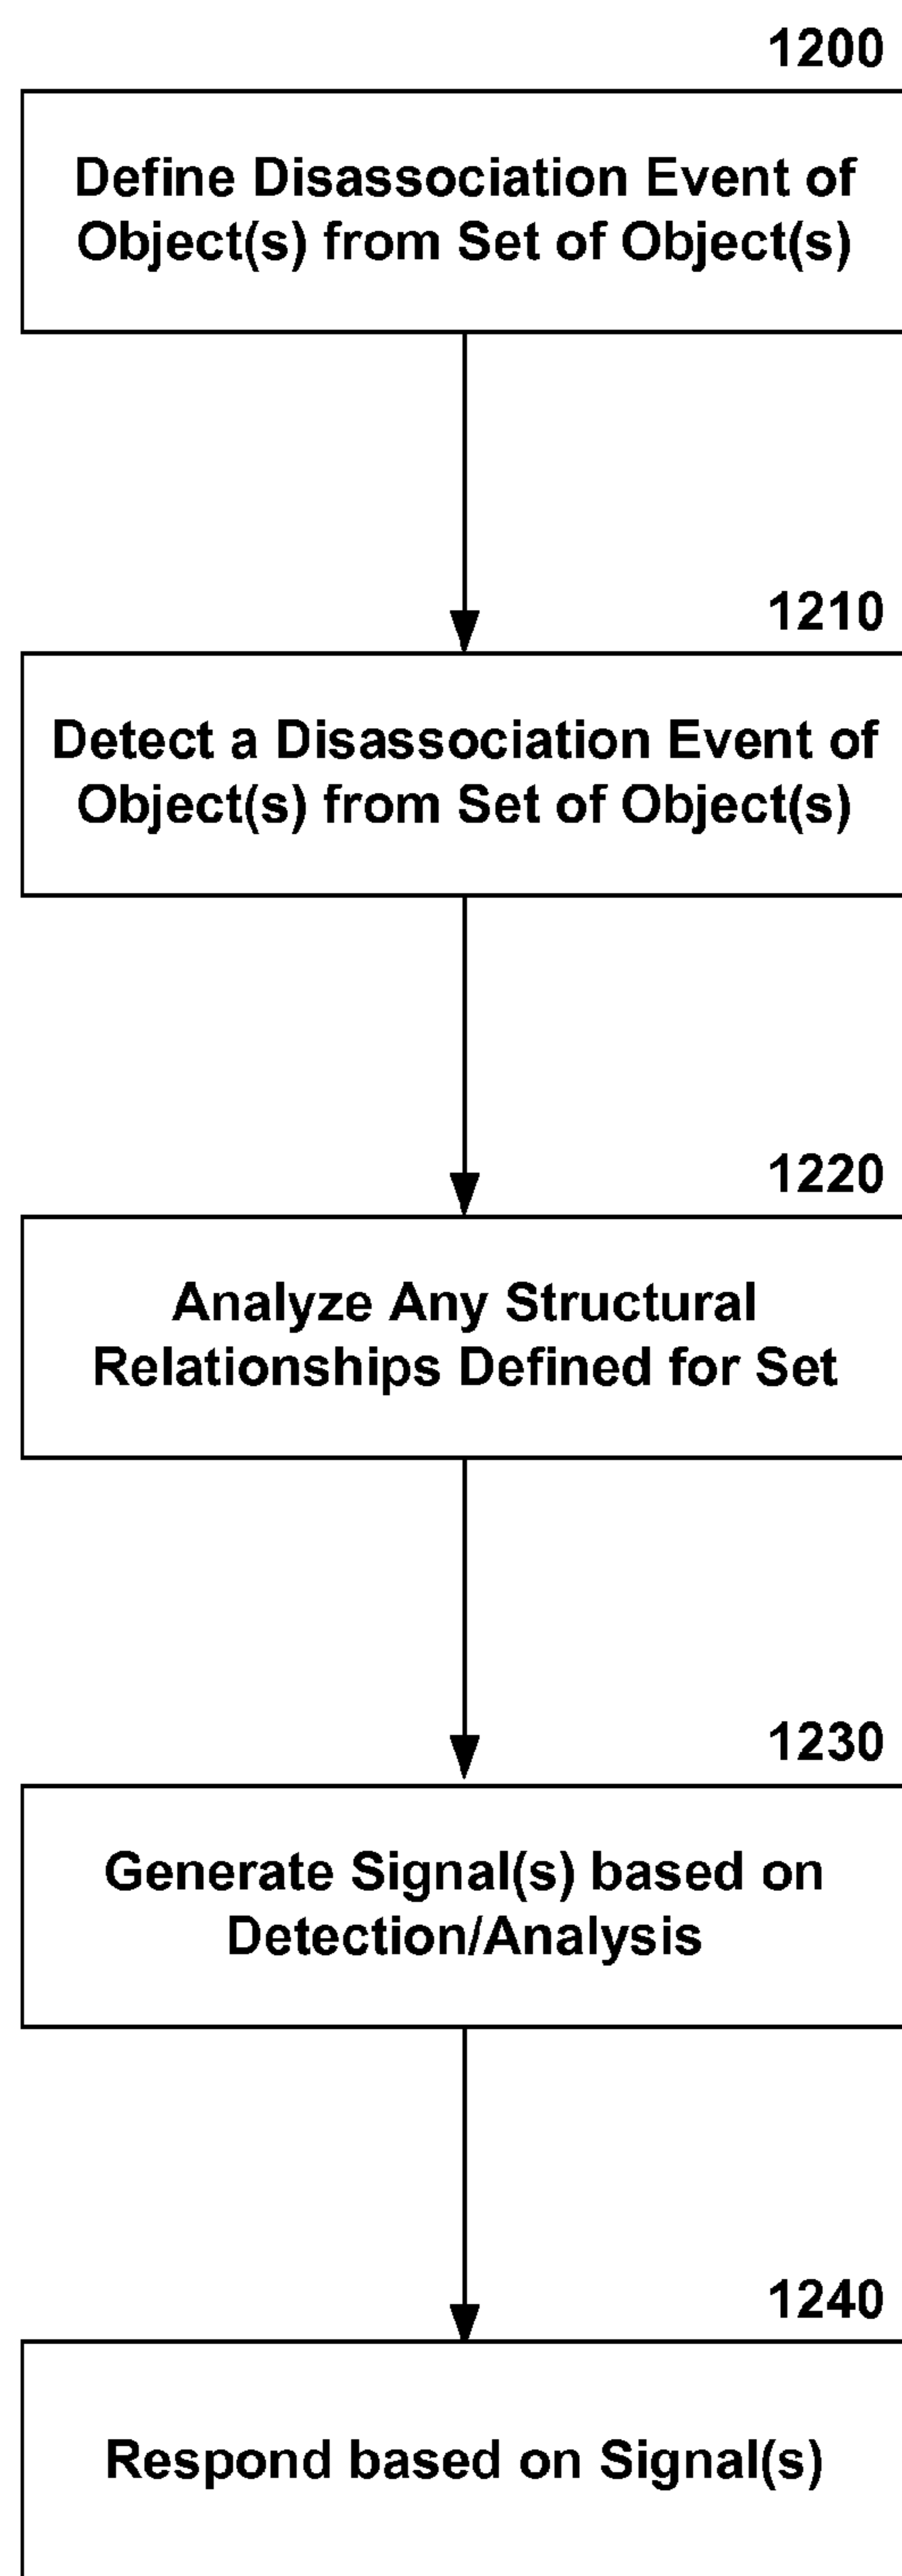 1200
Define Disassociation Event of
Object(s) from Set of Object(s)
1210
Detect a Disassociation Event of
Object(s) from Set of Object(s)
1220
Analyze Any Structural
Relationships Defined for Set
1230
Generate Signal(s) based on
Detection/Analysis
1240
Respond based on Signal(s)